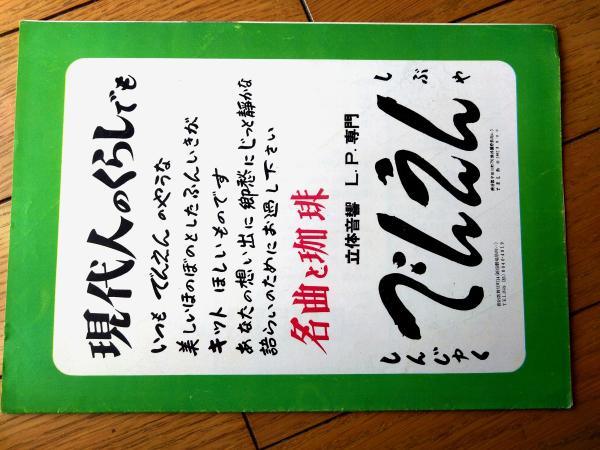 現代人のくらしでも
いつも でんえん のやうな
美しいほのぼのとしたふんいきが
キット ほしいものです
あなたの想い出に 郷愁にじっと静かな
語らいのためにお過し下さい
名曲と珈琲
立体音響 L.P.専門
しぶや
でんえん
しんじゅく